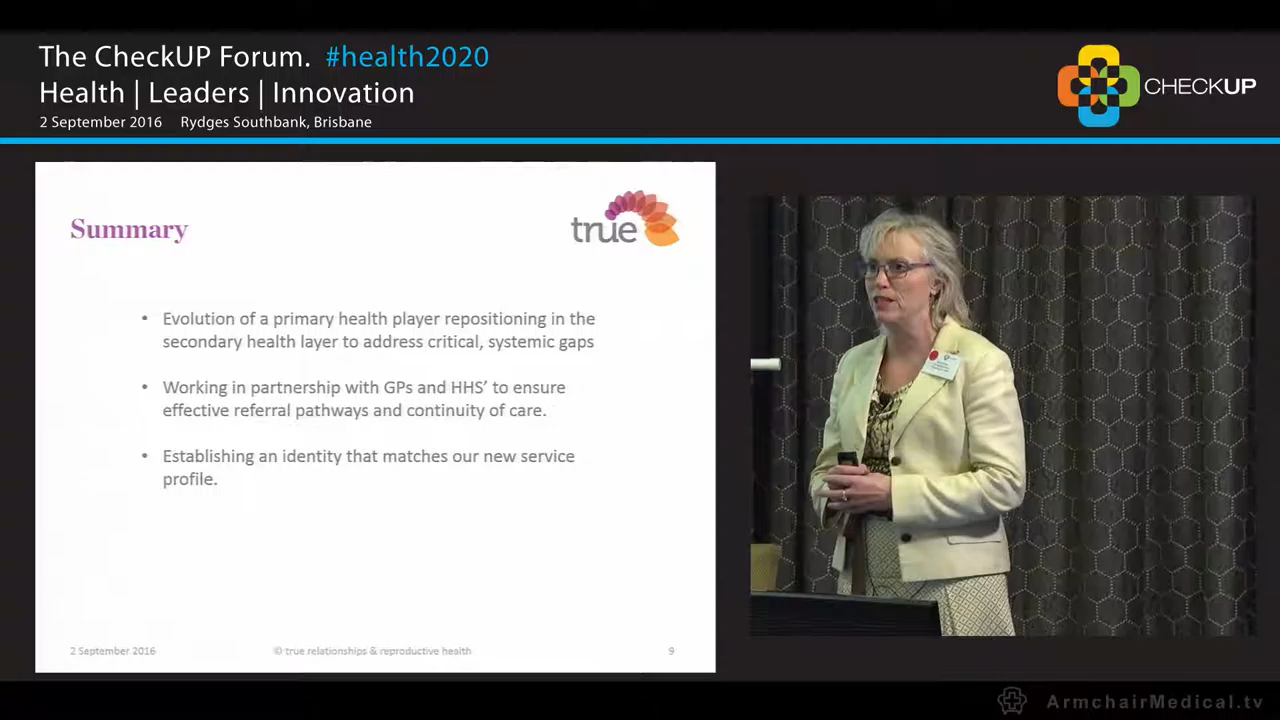 The CheckUP Forum. #health2020
Health | Leaders | Innovation
2 September 2016 Rydges Southbank, Brisbane
CHECKUP
Summary
true
• Evolution of a primary health player repositioning in the
secondary health layer to address critical, systemic gaps
• Working in partnership with GPs and HHS’ to ensure
effective referral pathways and continuity of care.
• Establishing an identity that matches our new service
profile.
2 September 2016
© true relationships & reproductive health
9
ArmchairMedical.tv